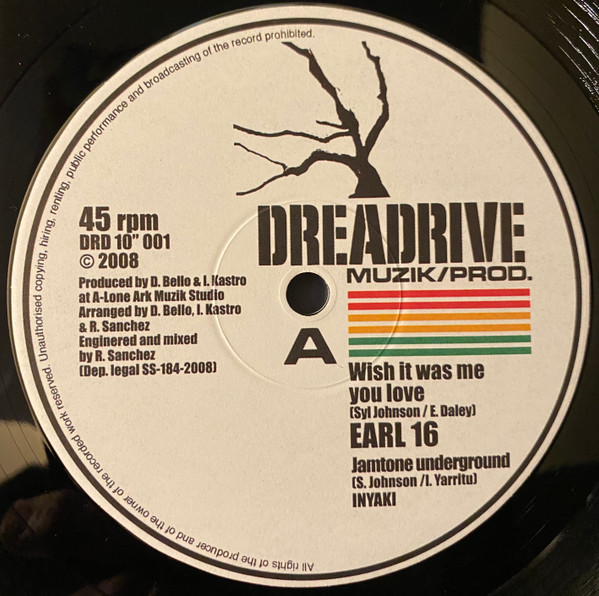 All rights of the producer and of the owner of the recorded work reserved. Unauthorised copying, hiring, renting, public performance and broadcasting of the record prohibited.
DREADRIVE
MUZIK/PROD.
45 rpm
DRD 10" 001
© 2008
Produced by D. Bello & I. Kastro
at A-Lone Ark Muzik Studio
Arranged by D. Bello, I. Kastro
& R. Sanchez
Enginered and mixed
by R. Sanchez
(Dep. legal SS-184-2008)
A
Wish it was me
you love
(Syl Johnson / E. Daley)
EARL 16
Jamtone underground
(S. Johnson /I. Yarritu)
INYAKI